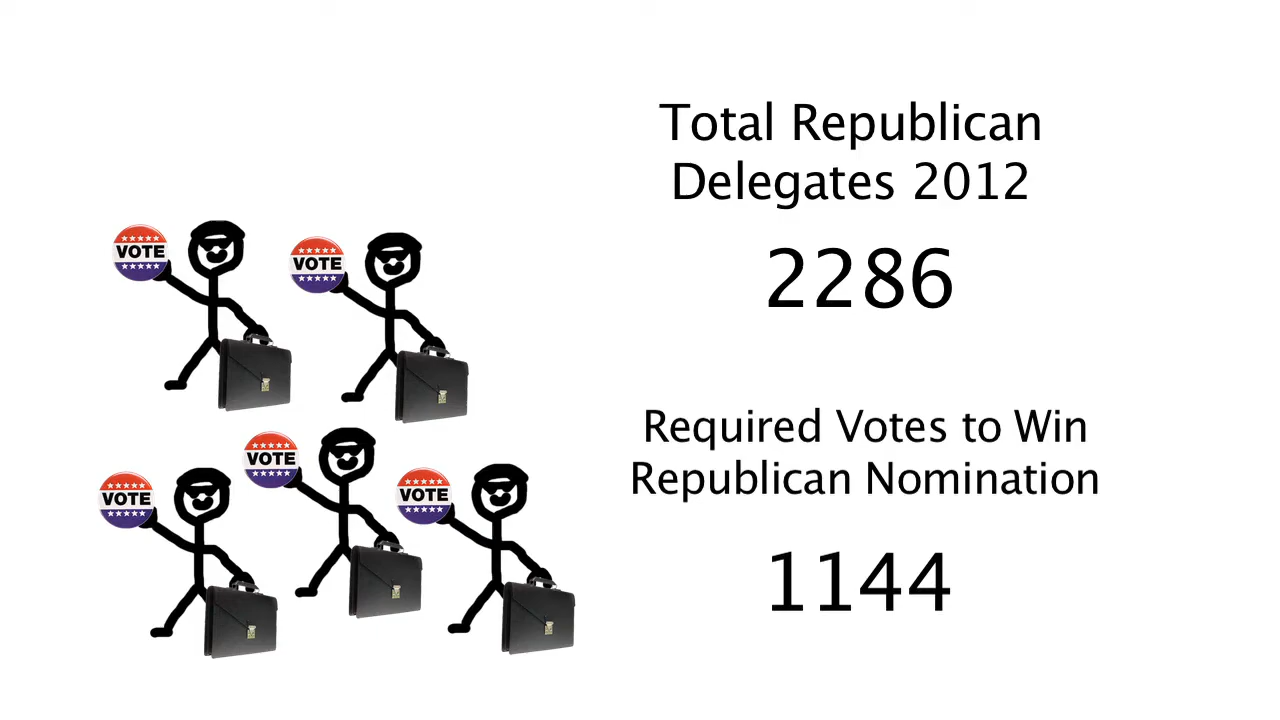 Total Republican
Delegates 2012
2286
Required Votes to Win
Republican Nomination
1144
VOTE
VOTE
VOTE
VOTE
VOTE